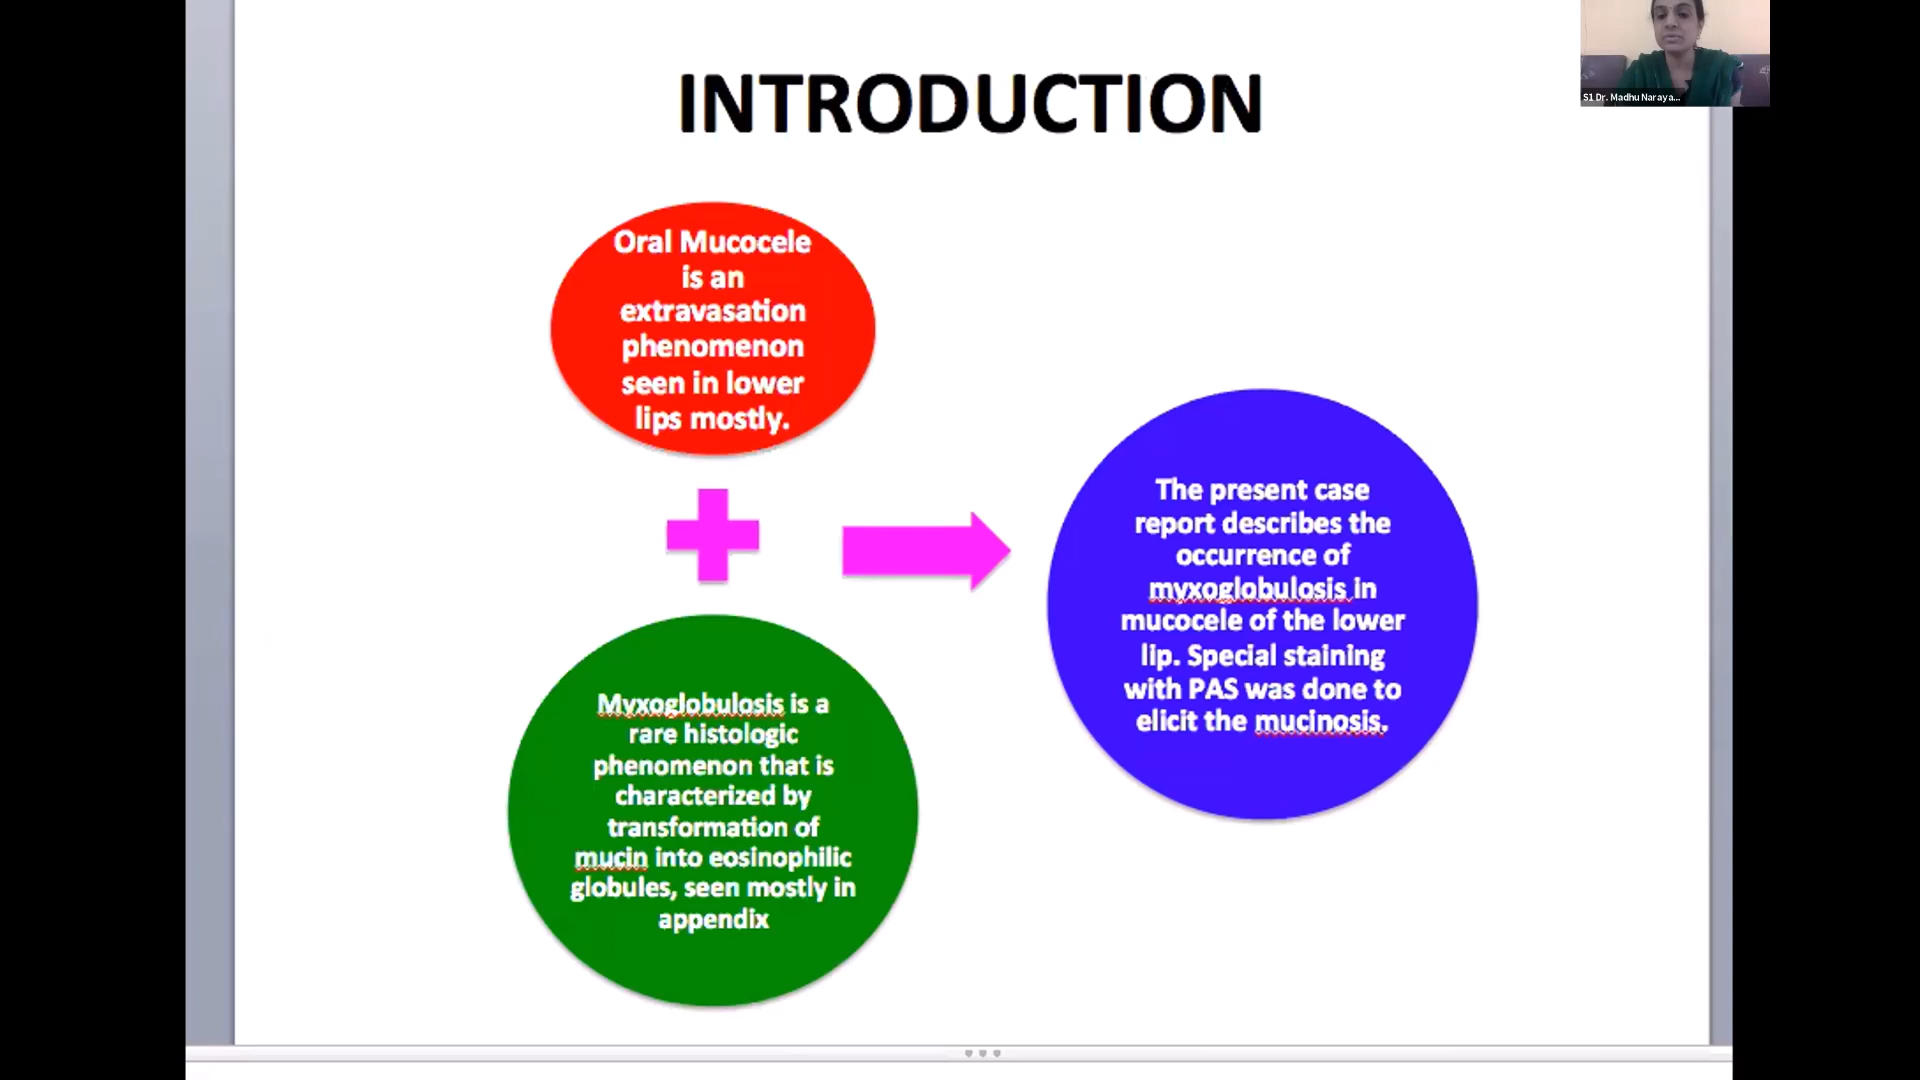 INTRODUCTION
S1 Dr. Madhu Naraya...
Oral Mucocele
is an
extravasation
phenomenon
seen in lower
lips mostly.
Myxoglobulosis is a
rare histologic
phenomenon that is
characterized by
transformation of
mucin into eosinophilic
globules, seen mostly in
appendix
The present case
report describes the
occurrence of
myxoglobulosis in
mucocele of the lower
lip. Special staining
with PAS was done to
elicit the mucinosis.